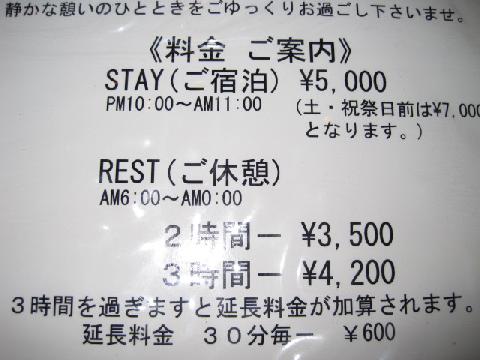 静かな憩いのひとときをごゆっくりお過ごし下さいませ。
《料金 ご案内》
STAY(ご宿泊) ¥5,000
PM10:00～AM11:00 (土・祝祭日前は¥7,000
となります。)
REST(ご休憩)
AM6:00～AM0:00
２時間－ ¥3,500
３時間－ ¥4,200
３時間を過ぎますと延長料金が加算されます。
延長料金 ３０分毎－ ¥600